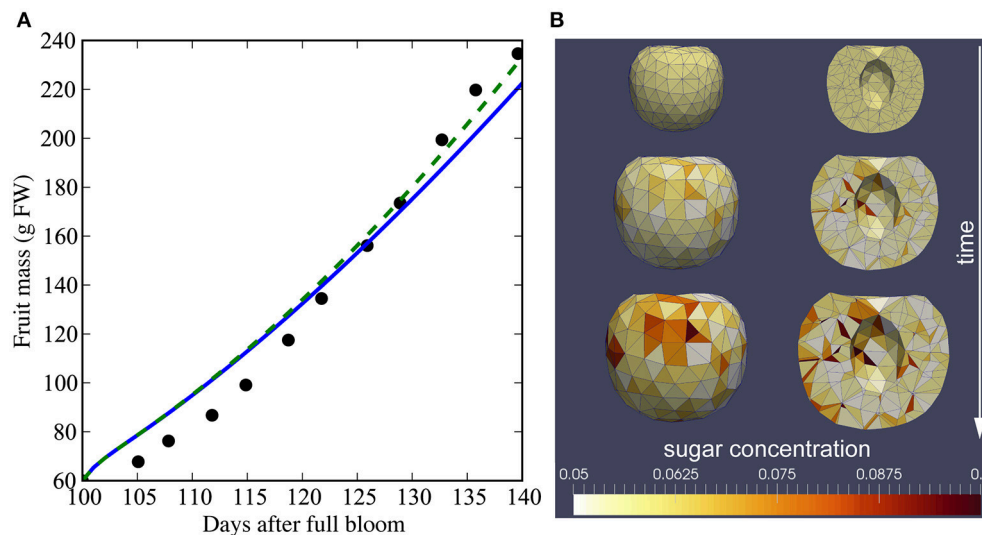 A
B
240
220
200
180
160
140
120
100
80
60
Fruit mass (g FW)
100 105 110 115 120 125 130 135 140
Days after full bloom
time
sugar concentration
0.05 0.0625 0.075 0.0875 0.